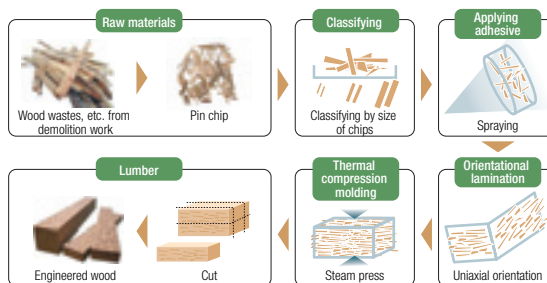 Raw materials
Wood wastes, etc. from
demolition work
Pin chip
Classifying
Classifying by size
of chips
Applying
adhesive
Spraying
Orientational
lamination
Uniaxial orientation
Thermal
compression
molding
Steam press
Lumber
Cut
Engineered wood